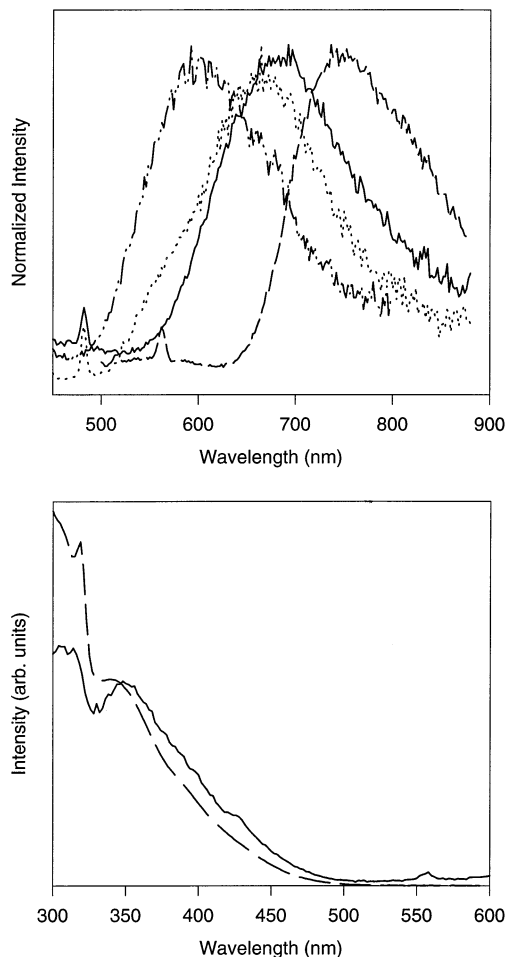 Normalized Intensity
500 600 700 800 900
Wavelength (nm)
Intensity (arb. units)
300 350 400 450 500 550 600
Wavelength (nm)